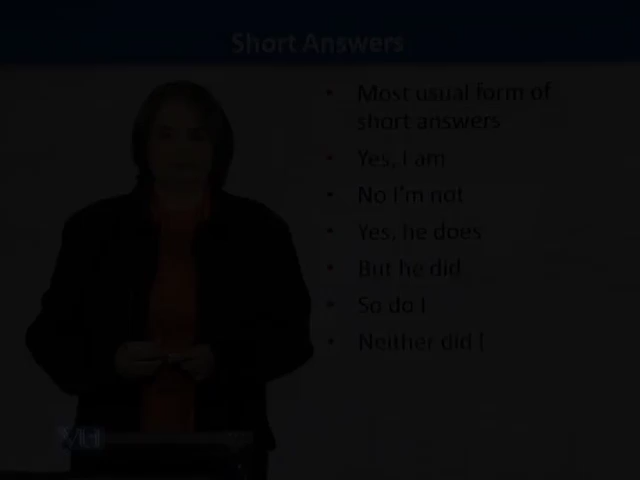 Short Answers
• Most usual form of
short answers
• Yes, I am
• No I'm not
• Yes, he does
• But he did
• So do I
• Neither did I
VU